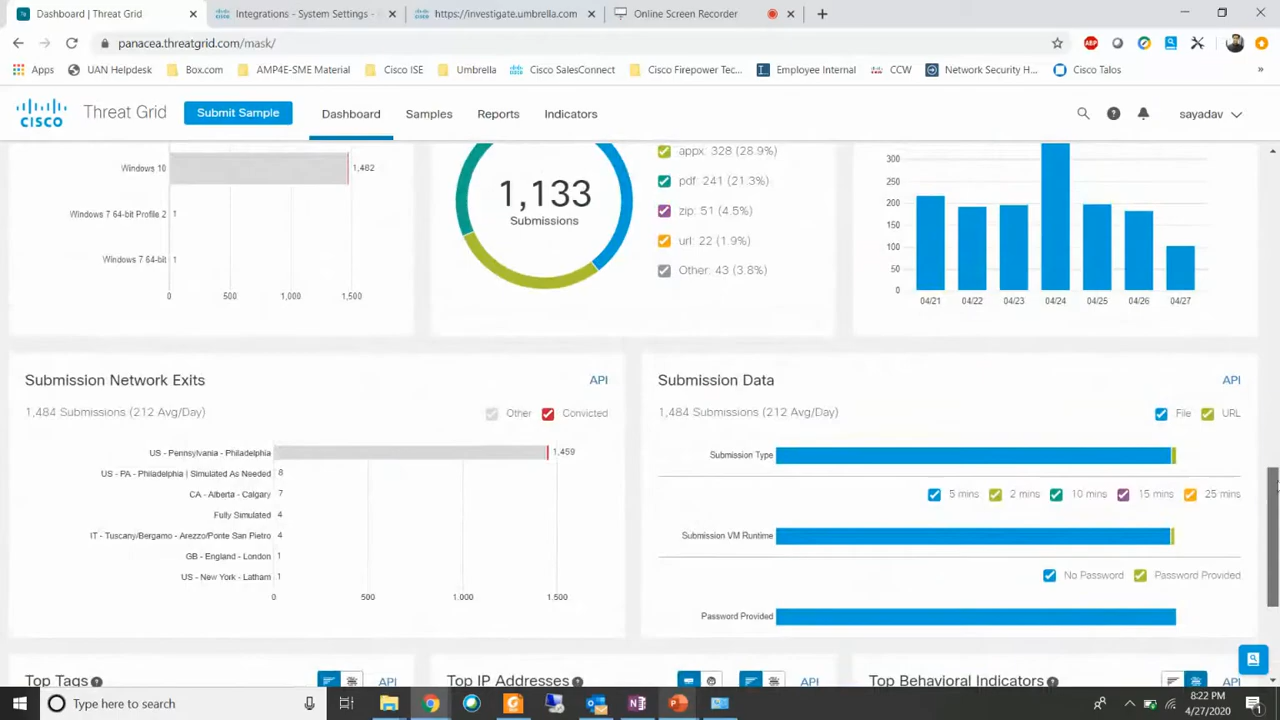 Dashboard | Threat Grid
Integrations - System Settings -
https://investigate.umbrella.com
Online Screen Recorder
panacea.threatgrid.com/mask/
ABP
Apps
UAN Helpdesk
Box.com
AMP4E-SME Material
Cisco ISE
Umbrella
Cisco SalesConnect
Cisco Firepower Tec...
Employee Internal
CCW
Network Security H...
Cisco Talos
»
CISCO
Threat Grid
Submit Sample
Dashboard
Samples
Reports
Indicators
sayadav
Windows 10
1,462
Windows 7 64-bit Profile 2
1
Windows 7 64-bit
1
0
500
1,000
1,500
1,133
Submissions
appx: 328 (28.9%)
pdf: 241 (21.3%)
zip: 51 (4.5%)
url: 22 (1.9%)
Other: 43 (3.8%)
300
250
200
150
100
50
0
04/21
04/22
04/23
04/24
04/25
04/26
04/27
Submission Network Exits
API
1,484 Submissions (212 Avg/Day)
Other
Convicted
US - Pennsylvania - Philadelphia
1,459
US - PA - Philadelphia | Simulated As Needed
8
CA - Alberta - Calgary
7
Fully Simulated
4
IT - Tuscany/Bergamo - Arezzo/Ponte San Pietro
4
GB - England - London
1
US - New York - Latham
1
0
500
1,000
1,500
Submission Data
API
1,484 Submissions (212 Avg/Day)
File
URL
Submission Type
5 mins
2 mins
10 mins
15 mins
25 mins
Submission VM Runtime
No Password
Password Provided
Password Provided
Top Tags
API
Top IP Addresses
API
Top Behavioral Indicators
API
Type here to search
8:22 PM
4/27/2020
1